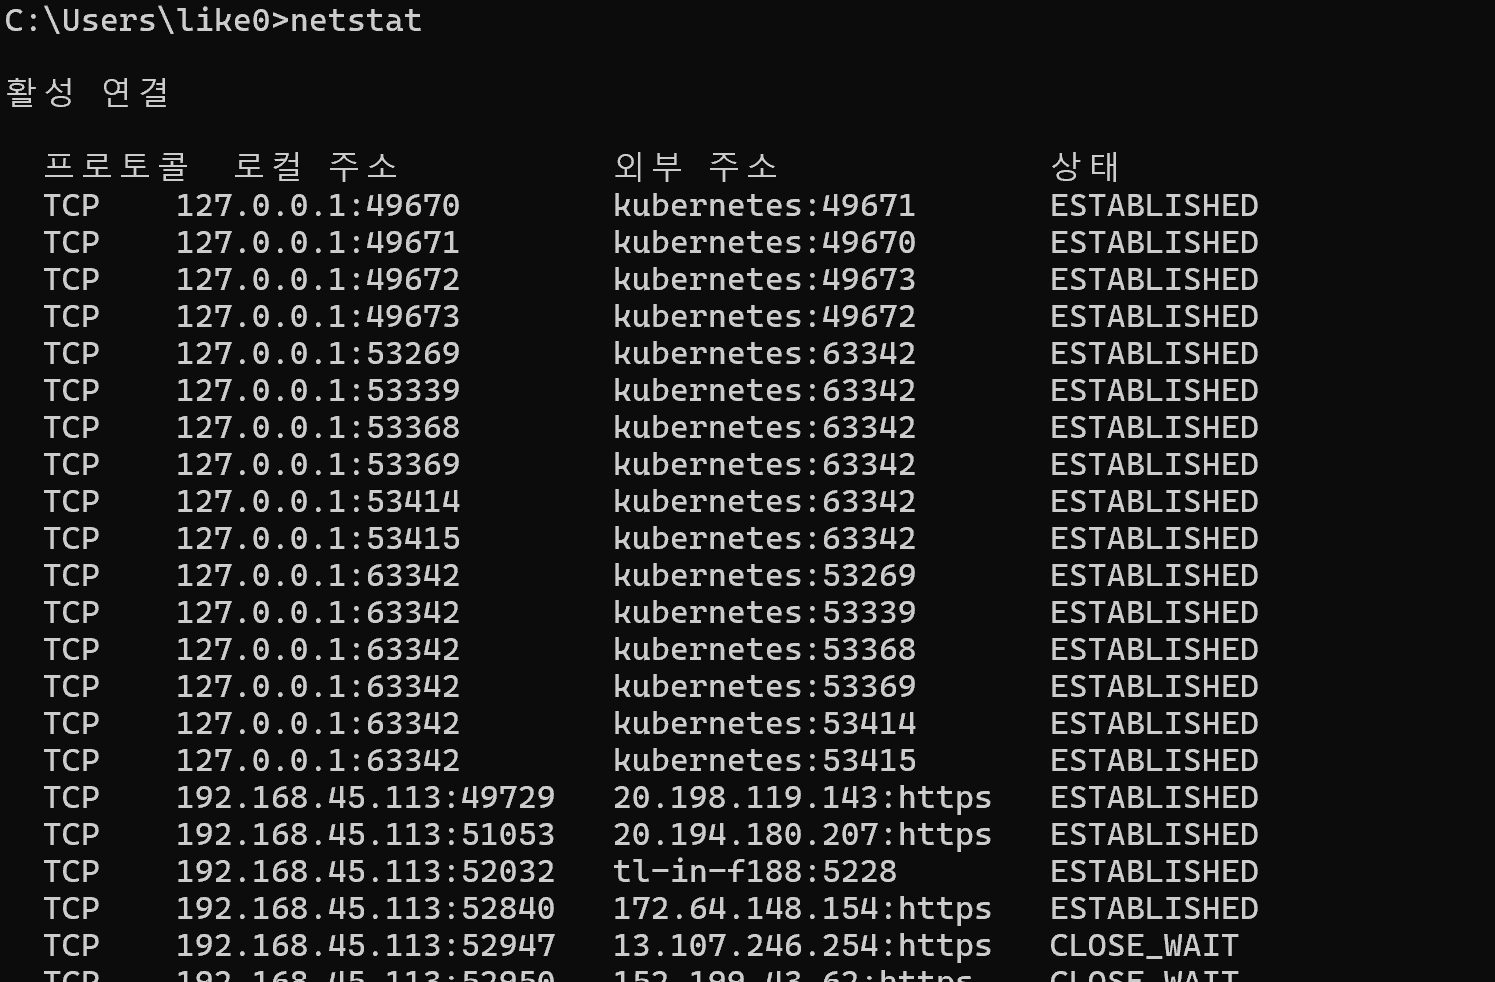 C:\Users\like0>netstat
활성 연결
프로토콜 로컬 주소 외부 주소 상태
TCP 127.0.0.1:49670 kubernetes:49671 ESTABLISHED
TCP 127.0.0.1:49671 kubernetes:49670 ESTABLISHED
TCP 127.0.0.1:49672 kubernetes:49673 ESTABLISHED
TCP 127.0.0.1:49673 kubernetes:49672 ESTABLISHED
TCP 127.0.0.1:53269 kubernetes:63342 ESTABLISHED
TCP 127.0.0.1:53339 kubernetes:63342 ESTABLISHED
TCP 127.0.0.1:53368 kubernetes:63342 ESTABLISHED
TCP 127.0.0.1:53369 kubernetes:63342 ESTABLISHED
TCP 127.0.0.1:53414 kubernetes:63342 ESTABLISHED
TCP 127.0.0.1:53415 kubernetes:63342 ESTABLISHED
TCP 127.0.0.1:63342 kubernetes:53269 ESTABLISHED
TCP 127.0.0.1:63342 kubernetes:53339 ESTABLISHED
TCP 127.0.0.1:63342 kubernetes:53368 ESTABLISHED
TCP 127.0.0.1:63342 kubernetes:53369 ESTABLISHED
TCP 127.0.0.1:63342 kubernetes:53414 ESTABLISHED
TCP 127.0.0.1:63342 kubernetes:53415 ESTABLISHED
TCP 192.168.45.113:49729 20.198.119.143:https ESTABLISHED
TCP 192.168.45.113:51053 20.194.180.207:https ESTABLISHED
TCP 192.168.45.113:52032 tl-in-f188:5228 ESTABLISHED
TCP 192.168.45.113:52840 172.64.148.154:https ESTABLISHED
TCP 192.168.45.113:52947 13.107.246.254:https CLOSE_WAIT
TCP 192.168.45.113:52950 152.199.43.62:https CLOSE_WAIT